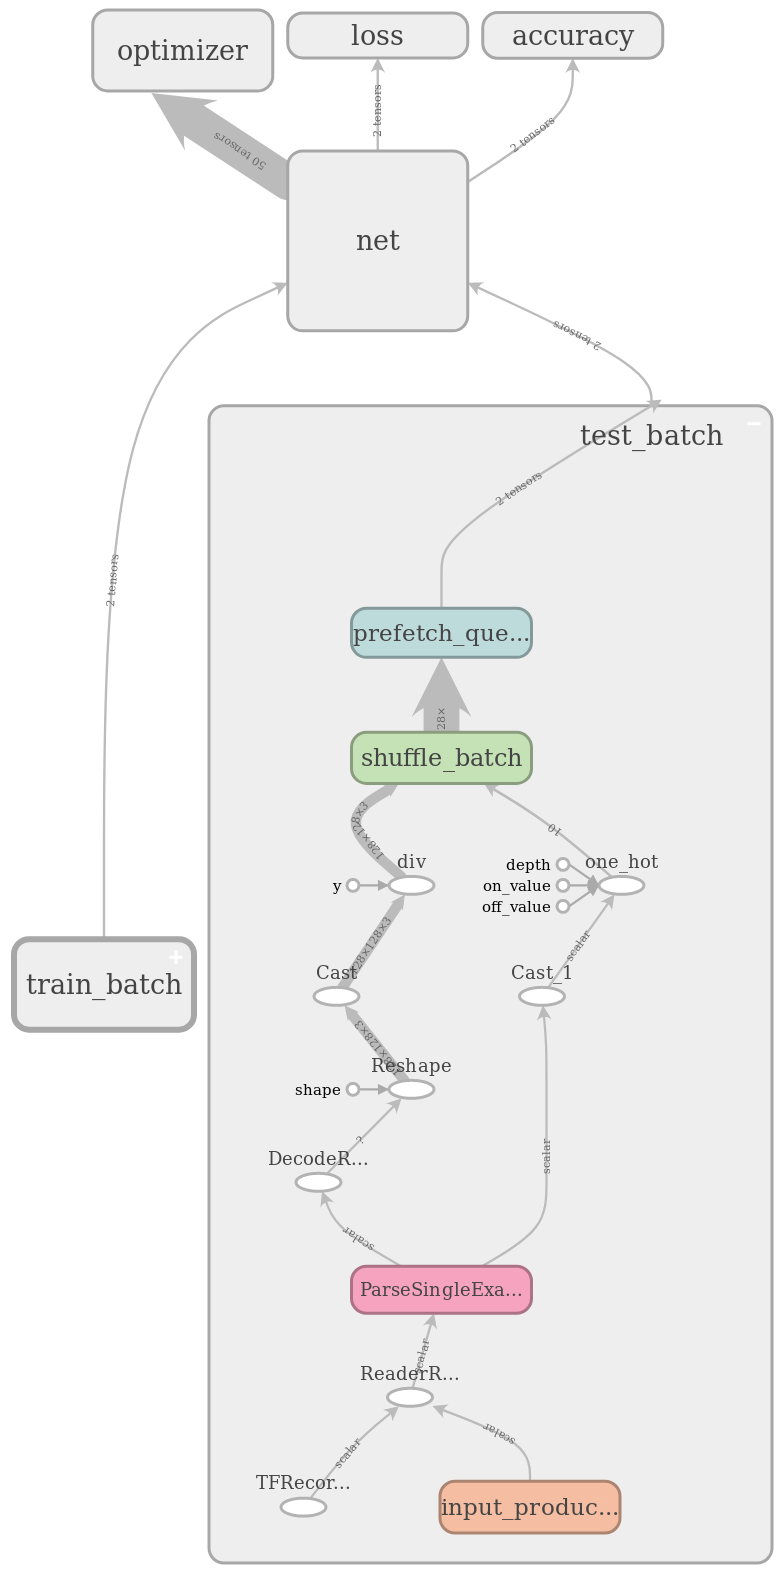 optimizer
loss
accuracy
2 tensors
50 tensors
2 tensors
net
2 tensors
test_batch
2 tensors
2 tensors
prefetch_que...
28×
shuffle_batch
128×128×3
10
div
one_hot
depth
y
on_value
off_value
28×128×3
scalar
Cast
Cast_1
train_batch
8×128×3
Reshape
shape
?
scalar
DecodeR...
scalar
ParseSingleExa...
scalar
ReaderR...
scalar
scalar
TFRecor...
input_produc...